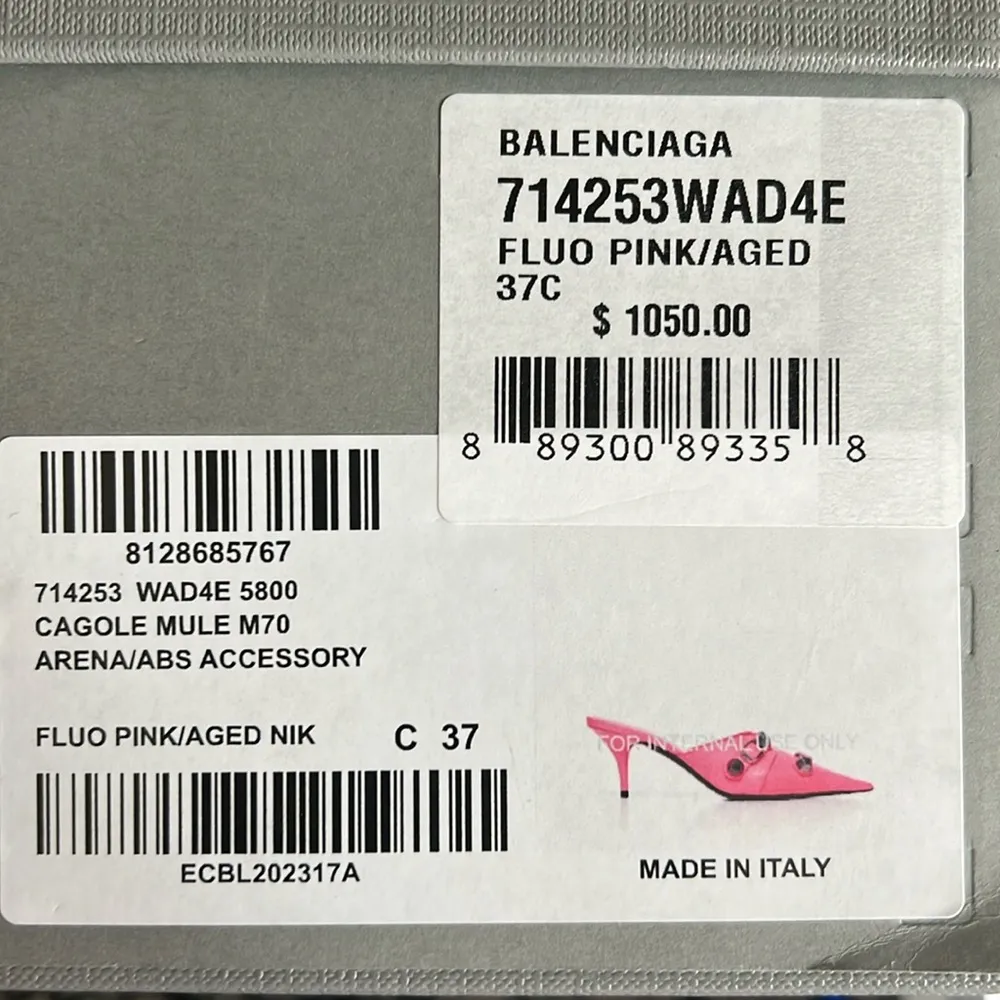 BALENCIAGA
714253WAD4E
FLUO PINK/AGED
37C
$ 1050.00
8 89300 89335 8
8128685767
714253 WAD4E 5800
CAGOLE MULE M70
ARENA/ABS ACCESSORY
FLUO PINK/AGED NIK C 37
FOR INTERNAL USE ONLY
ECBL202317A
MADE IN ITALY